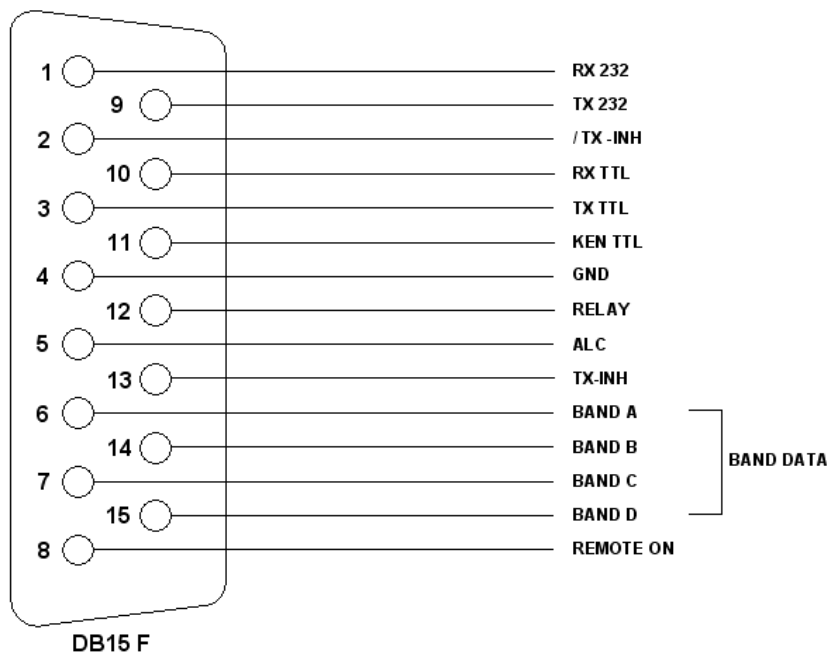 1 RX 232
9 TX 232
2 / TX -INH
10 RX TTL
3 TX TTL
11 KEN TTL
4 GND
12 RELAY
5 ALC
13 TX-INH
6 BAND A
14 BAND B
BAND DATA
7 BAND C
15 BAND D
8 REMOTE ON
DB15 F